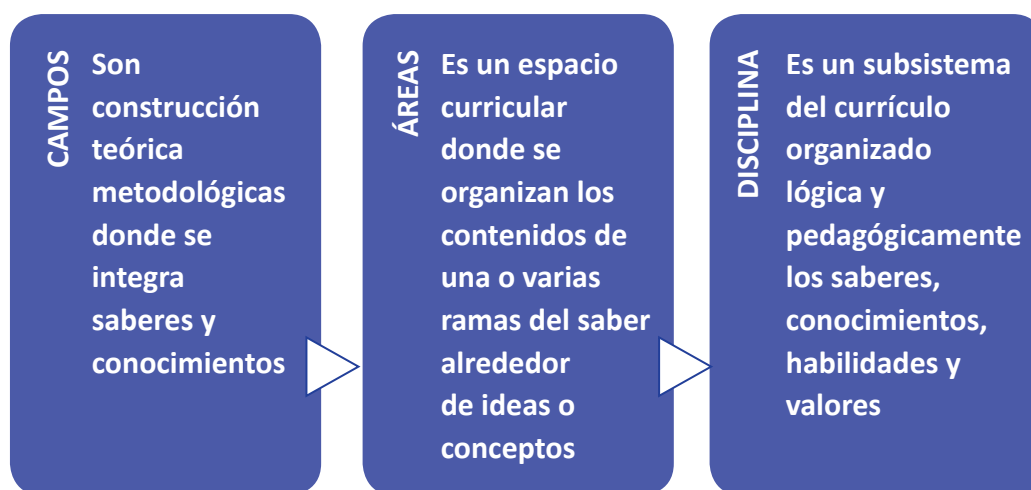 CAMPOS
Son
construcción
teórica
metodológicas
donde se
integra
saberes y
conocimientos
ÁREAS
Es un espacio
curricular
donde se
organizan los
contenidos de
una o varias
ramas del saber
alrededor
de ideas o
conceptos
DISCIPLINA
Es un subsistema
del currículo
organizado
lógica y
pedagógicamente
los saberes,
conocimientos,
habilidades y
valores